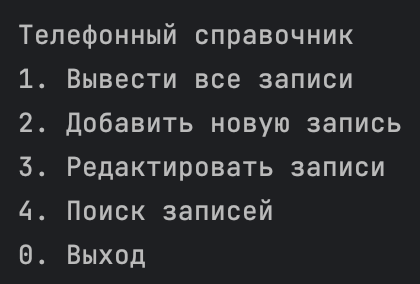 Телефонный справочник
1. Вывести все записи
2. Добавить новую запись
3. Редактировать записи
4. Поиск записей
0. Выход